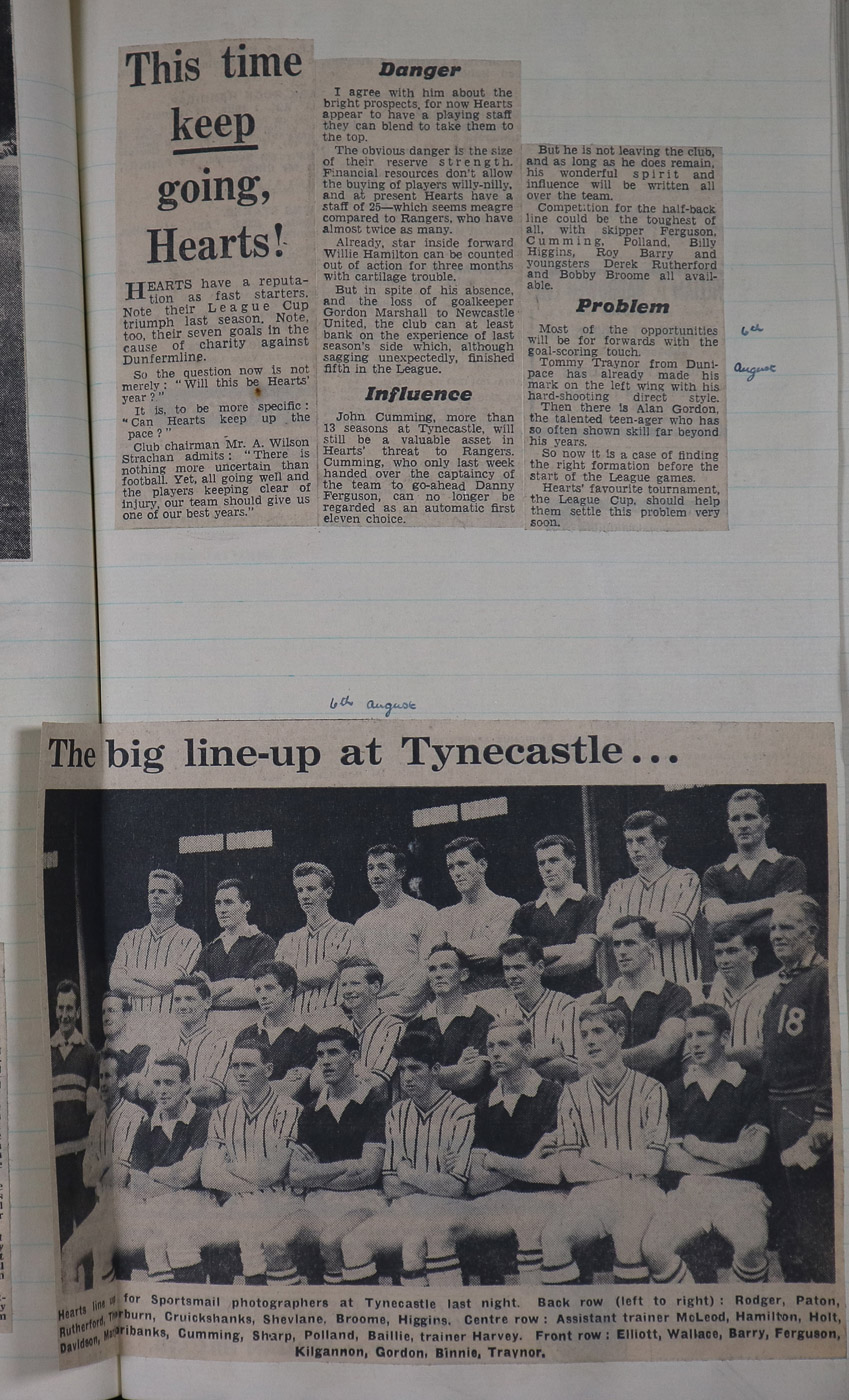 This time
keep
going,
Hearts!
HEARTS have a reputa-
tion as fast starters.
Note their League Cup
triumph last season. Note,
too, their seven goals in the
cause of charity against
Dunfermline.
So the question now is not
merely: "Will this be Hearts'
year?"
It is, to be more specific:
"Can Hearts keep up the
pace?"
Club chairman Mr. A. Wilson
Strachan admits: "There is
nothing more uncertain than
football. Yet, all going well and
the players keeping clear of
injury, our team should give us
one of our best years."
Danger
I agree with him about the
bright prospects, for now Hearts
appear to have a playing staff
they can blend to take them to
the top.
The obvious danger is the size
of their reserve strength.
Financial resources don't allow
the buying of players willy-nilly,
and at present Hearts have a
staff of 25—which seems meagre
compared to Rangers, who have
almost twice as many.
Already, star inside forward
Willie Hamilton can be counted
out of action for three months
with cartilage trouble.
But in spite of his absence,
and the loss of goalkeeper
Gordon Marshall to Newcastle
United, the club can at least
bank on the experience of last
season's side which, although
sagging unexpectedly, finished
fifth in the League.
Influence
John Cumming, more than
13 seasons at Tynecastle, will
still be a valuable asset in
Hearts' threat to Rangers.
Cumming, who only last week
handed over the captaincy of
the team to go-ahead Danny
Ferguson, can no longer be
regarded as an automatic first
eleven choice.
But he is not leaving the club,
and as long as he does remain,
his wonderful spirit and
influence will be written all
over the team.
Competition for the half-back
line could be the toughest of
all, with skipper Ferguson,
Cumming, Polland, Billy
Higgins, Roy Barry and
youngsters Derek Rutherford
and Bobby Broome all avail-
able.
Problem
Most of the opportunities
will be for forwards with the
goal-scoring touch.
Tommy Traynor from Duni-
pace has already made his
mark on the left wing with his
hard-shooting direct style.
Then there is Alan Gordon,
the talented teen-ager who has
so often shown skill far beyond
his years.
So now it is a case of finding
the right formation before the
start of the League games.
Hearts' favourite tournament,
the League Cup, should help
them settle this problem very
soon.
6th
August
6th August
The big line-up at Tynecastle...
18
Hearts line up for Sportsmail photographers at Tynecastle last night. Back row (left to right): Rodger, Paton,
Rutherford, Cruickshanks, Shevlane, Broome, Higgins. Centre row: Assistant trainer McLeod, Hamilton, Holt,
Davidson, Marjoribanks, Cumming, Sharp, Polland, Baillie, trainer Harvey. Front row: Elliott, Wallace, Barry, Ferguson,
Kilgannon, Gordon, Binnie, Traynor.